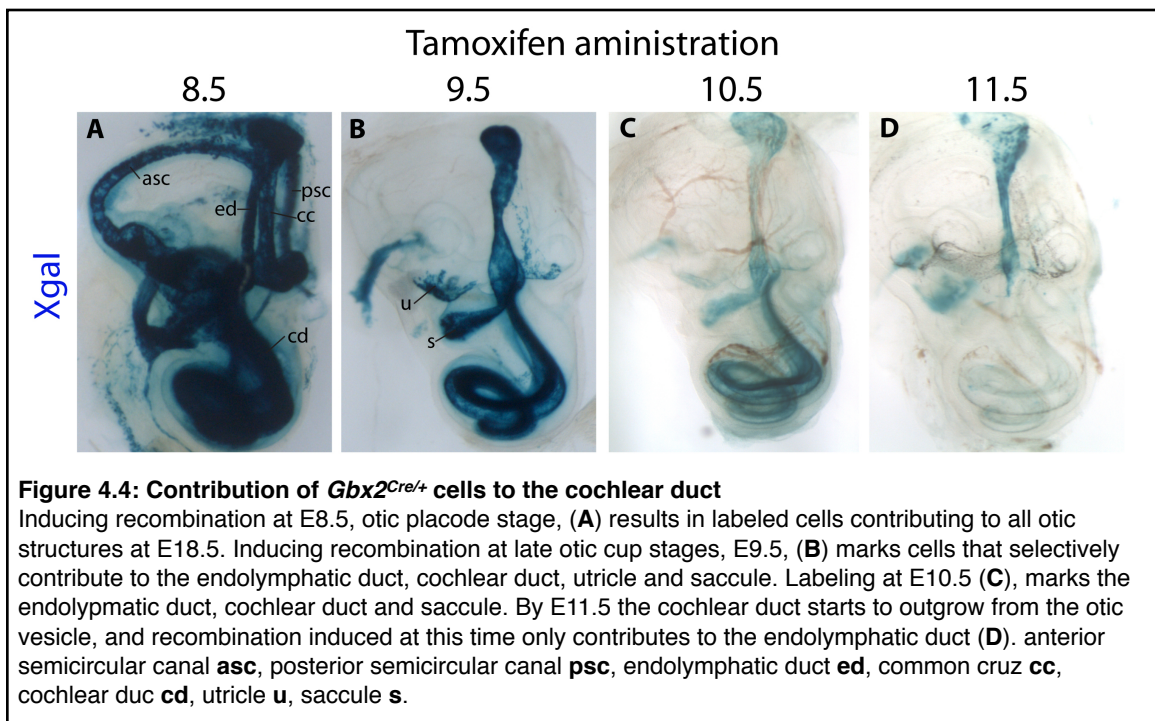 Tamoxifen aministration
8.5 9.5 10.5 11.5
A B C D
asc
psc
ed
cc
u
s
cd
Xgal
Figure 4.4: Contribution of Gbx2Cre/+ cells to the cochlear duct
Inducing recombination at E8.5, otic placode stage, (A) results in labeled cells contributing to all otic
structures at E18.5. Inducing recombination at late otic cup stages, E9.5, (B) marks cells that selectively
contribute to the endolymphatic duct, cochlear duct, utricle and saccule. Labeling at E10.5 (C), marks the
endolypmatic duct, cochlear duct and saccule. By E11.5 the cochlear duct starts to outgrow from the otic
vesicle, and recombination induced at this time only contributes to the endolymphatic duct (D). anterior
semicircular canal asc, posterior semicircular canal psc, endolymphatic duct ed, common cruz cc,
cochlear duc cd, utricle u, saccule s.